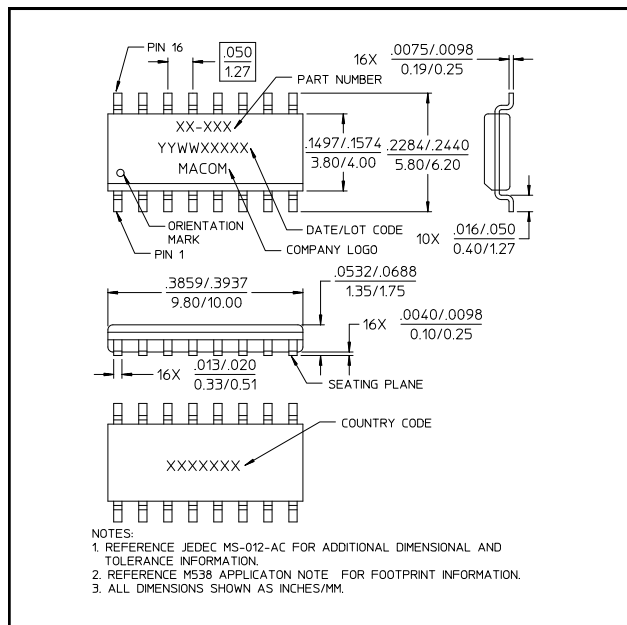 PIN 16
.050
1.27
PART NUMBER
16X .0075/.0098
0.19/0.25
XX-XXX
YYWWXXXXX
MACOM
.1497/.1574
3.80/4.00
.2284/.2440
5.80/6.20
ORIENTATION
MARK
PIN 1
DATE/LOT CODE
COMPANY LOGO
10X .016/.050
0.40/1.27
.3859/.3937
9.80/10.00
.0532/.0688
1.35/1.75
16X .0040/.0098
0.10/0.25
16X .013/.020
0.33/0.51
SEATING PLANE
COUNTRY CODE
XXXXXXX
NOTES:
1. REFERENCE JEDEC MS-012-AC FOR ADDITIONAL DIMENSIONAL AND
TOLERANCE INFORMATION.
2. REFERENCE M538 APPLICATON NOTE FOR FOOTPRINT INFORMATION.
3. ALL DIMENSIONS SHOWN AS INCHES/MM.